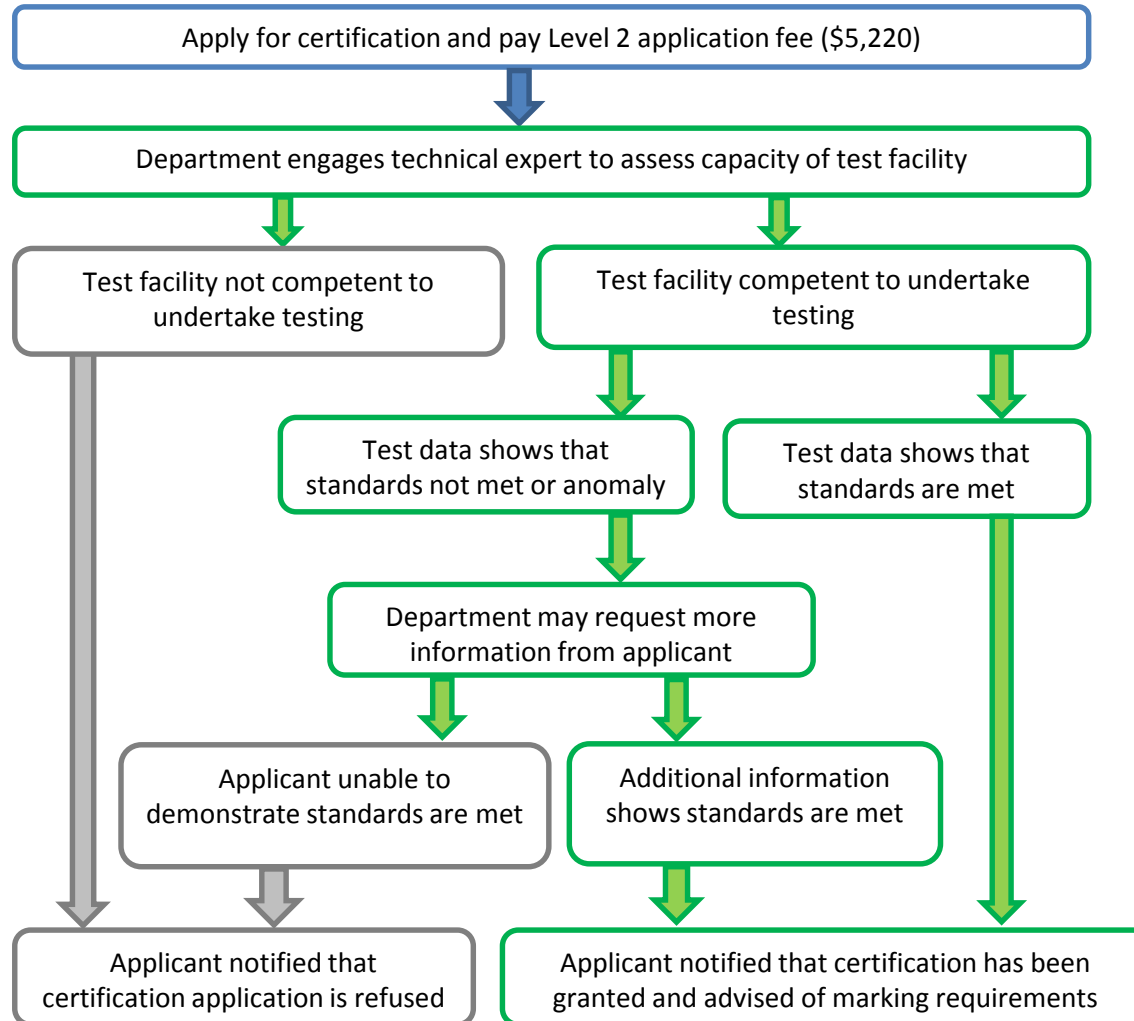 Apply for certification and pay Level 2 application fee ($5,220)
Department engages technical expert to assess capacity of test facility
Test facility not competent to
undertake testing
Test facility competent to undertake
testing
Test data shows that
standards not met or anomaly
Test data shows that
standards are met
Department may request more
information from applicant
Applicant unable to
demonstrate standards are met
Additional information
shows standards are met
Applicant notified that
certification application is refused
Applicant notified that certification has been
granted and advised of marking requirements